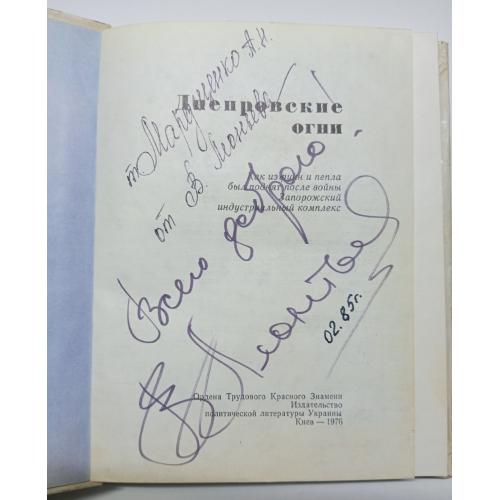 т. Марущенко А.Н.
от В. Леонтьева
Днепровские
огни
Как из руин и пепла
был поднят после войны
Запорожский
индустриальный комплекс
Всего доброго!
В Леонтьев
02.85г.
Ордена Трудового Красного Знамени
Издательство
политической литературы Украины
Киев — 1976